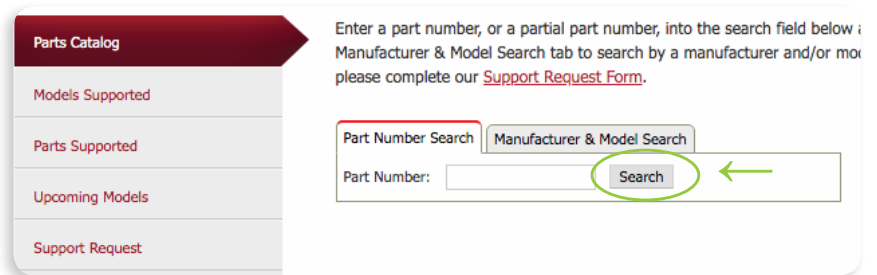 Parts Catalog
Models Supported
Parts Supported
Upcoming Models
Support Request
Enter a part number, or a partial part number, into the search field below
Manufacturer & Model Search tab to search by a manufacturer and/or
please complete our Support Request Form.
Part Number Search
Manufacturer & Model Search
Part Number:
Search